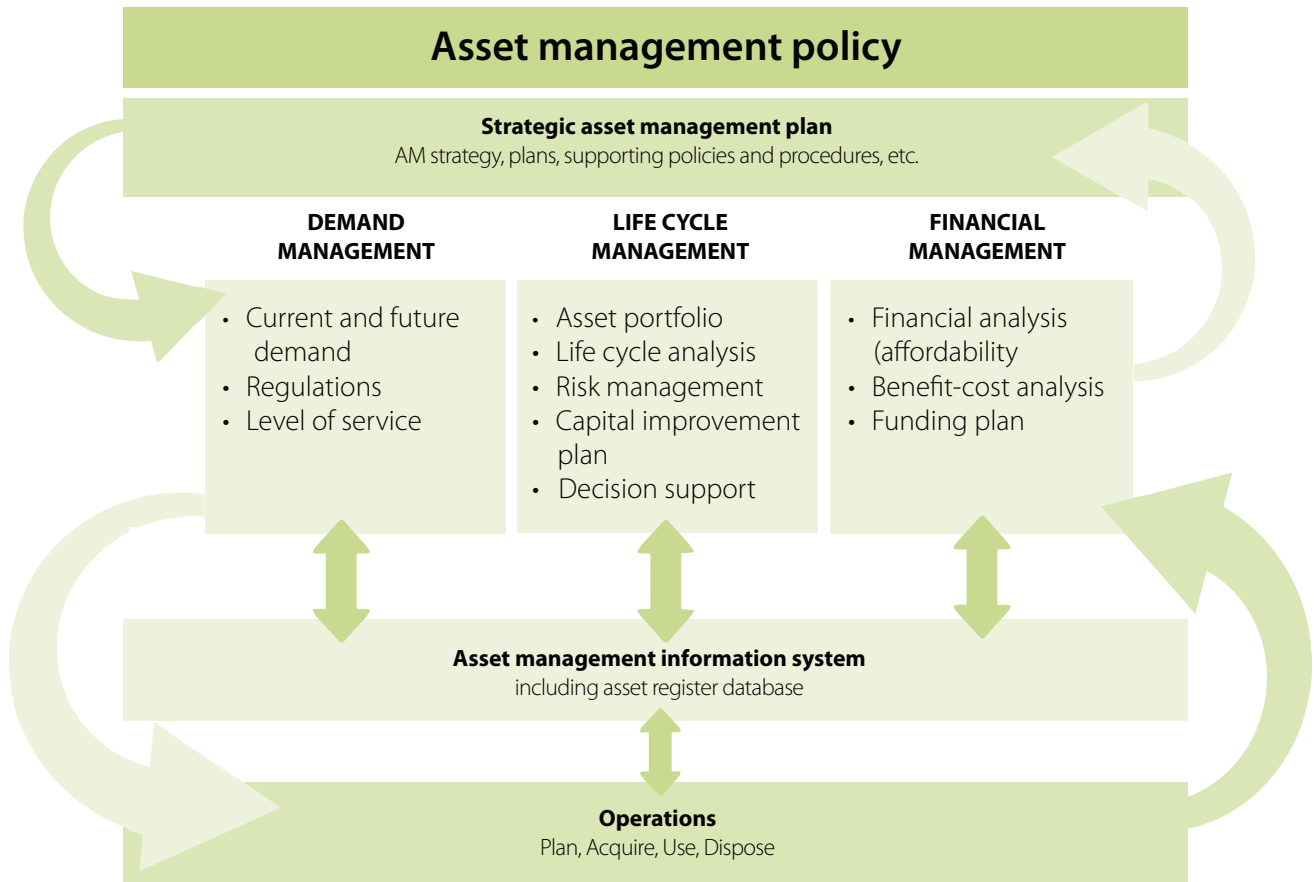 Asset management policy
Strategic asset management plan
AM strategy, plans, supporting policies and procedures, etc.
DEMAND
MANAGEMENT
• Current and future
demand
• Regulations
• Level of service
LIFE CYCLE
MANAGEMENT
• Asset portfolio
• Life cycle analysis
• Risk management
• Capital improvement
plan
• Decision support
FINANCIAL
MANAGEMENT
• Financial analysis
(affordability
• Benefit-cost analysis
• Funding plan
Asset management information system
including asset register database
Operations
Plan, Acquire, Use, Dispose